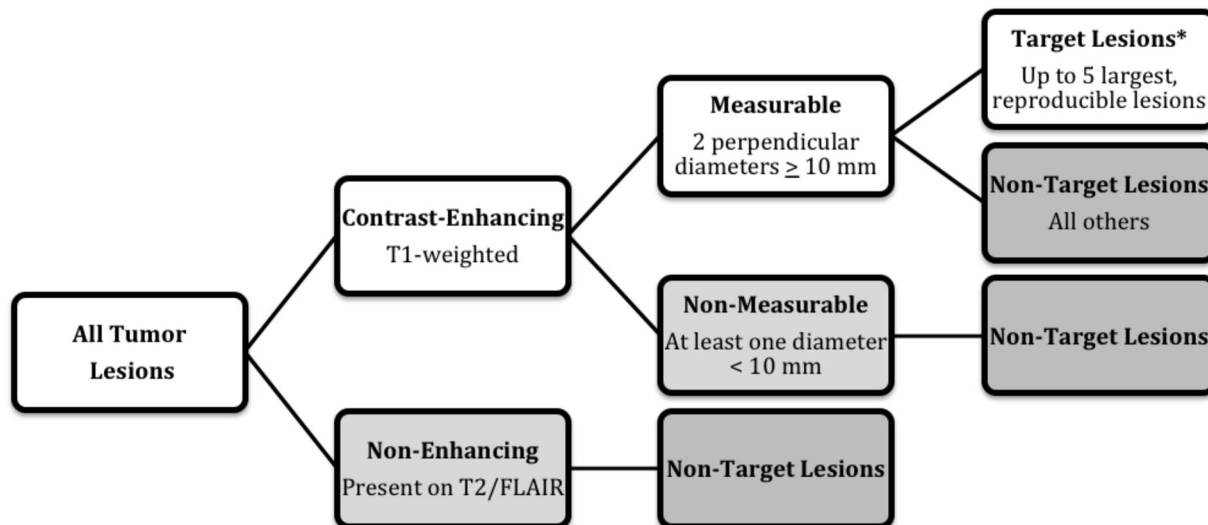 All Tumor
Lesions
Contrast-Enhancing
T1-weighted
Non-Enhancing
Present on T2/FLAIR
Measurable
2 perpendicular
diameters ≥ 10 mm
Non-Measurable
At least one diameter
< 10 mm
Non-Target Lesions
Target Lesions*
Up to 5 largest,
reproducible lesions
Non-Target Lesions
All others
Non-Target Lesions